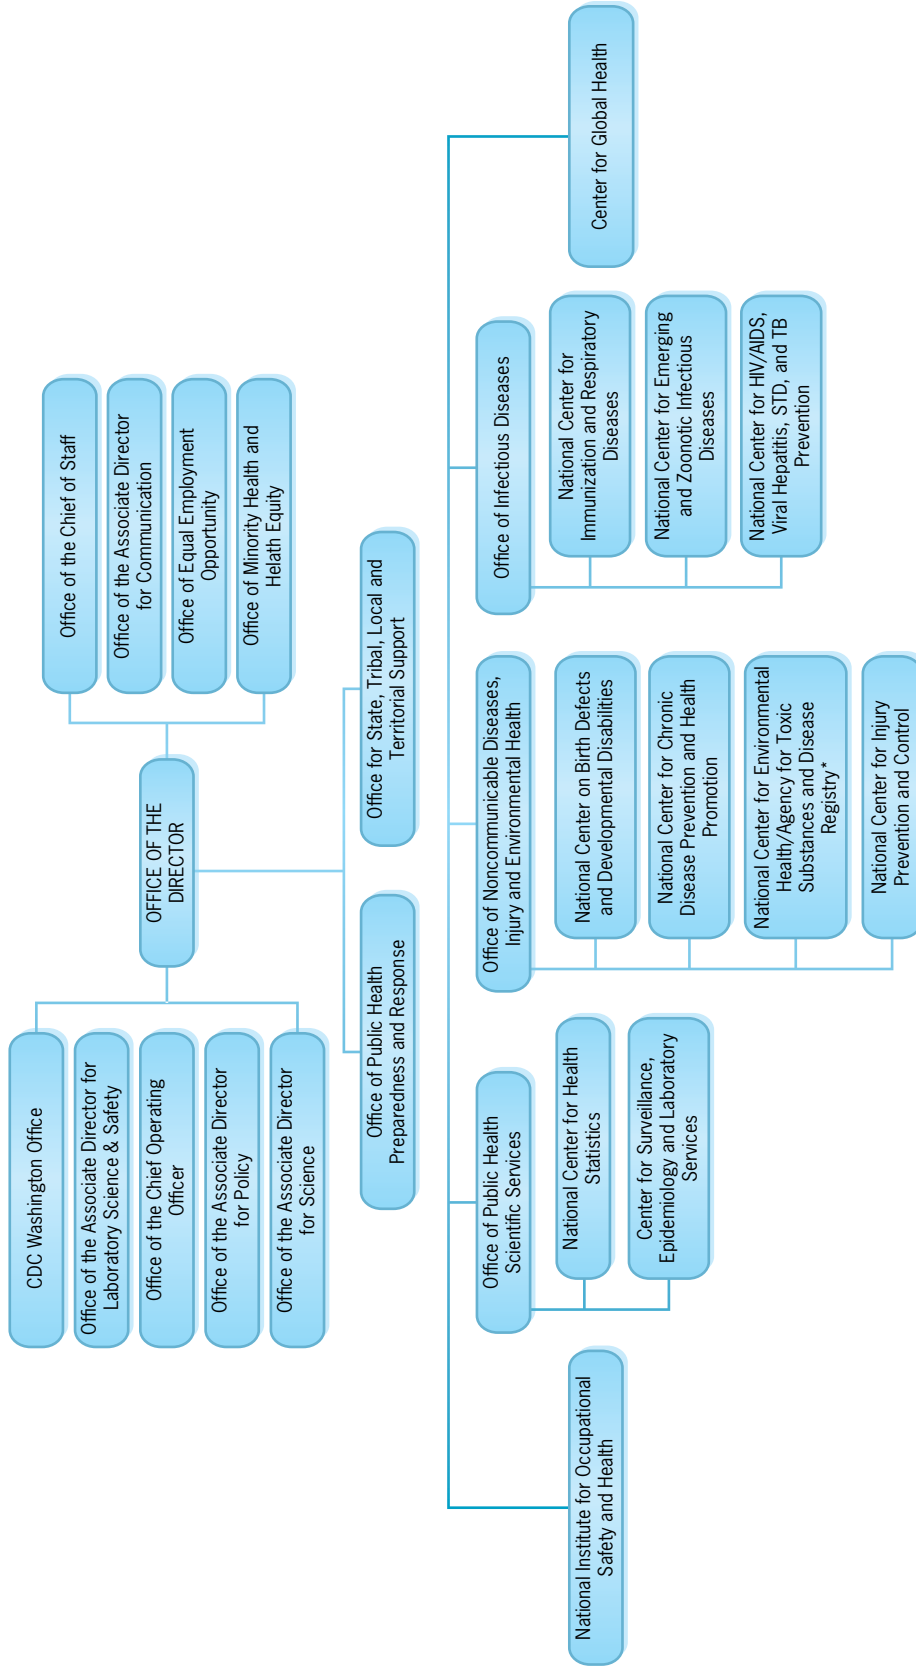 CDC Washington Office
Office of the Associate Director for
Laboratory Science & Safety
Office of the Chief Operating
Officer
Office of the Associate Director
for Policy
Office of the Associate Director
for Science
OFFICE OF THE
DIRECTOR
Office of the Chief of Staff
Office of the Associate Director
for Communication
Office of Equal Employment
Opportunity
Office of Minority Health and
Helath Equity
Office of Public Health
Preparedness and Response
Office for State, Tribal, Local and
Territorial Support
National Institute for Occupational
Safety and Health
Office of Public Health
Scientific Services
National Center for Health
Statistics
Center for Surveillance,
Epidemiology and Laboratory
Services
Office of Noncommunicable Diseases,
Injury and Environmental Health
National Center on Birth Defects
and Developmental Disabilities
National Center for Chronic
Disease Prevention and Health
Promotion
National Center for Environmental
Health/Agency for Toxic
Substances and Disease
Registry*
National Center for Injury
Prevention and Control
Office of Infectious Diseases
National Center for
Immunization and Respiratory
Diseases
National Center for Emerging
and Zoonotic Infectious
Diseases
National Center for HIV/AIDS,
Viral Hepatitis, STD, and TB
Prevention
Center for Global Health